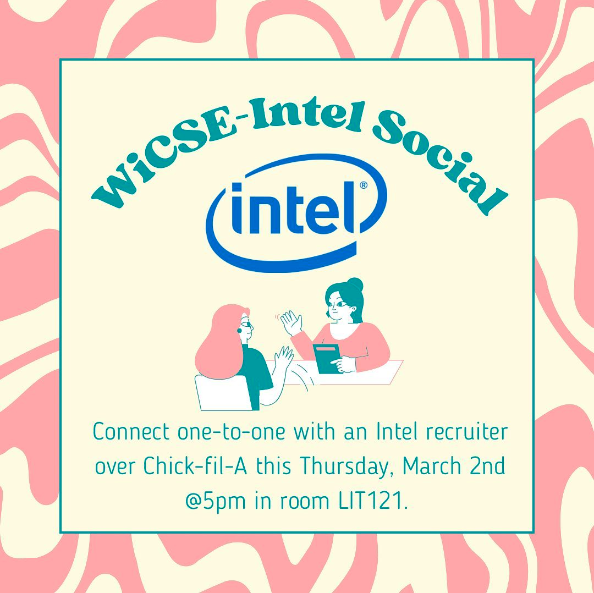 WiCSE-Intel Social
intel®
Connect one-to-one with an Intel recruiter
over Chick-fil-A this Thursday, March 2nd
@5pm in room LIT121.